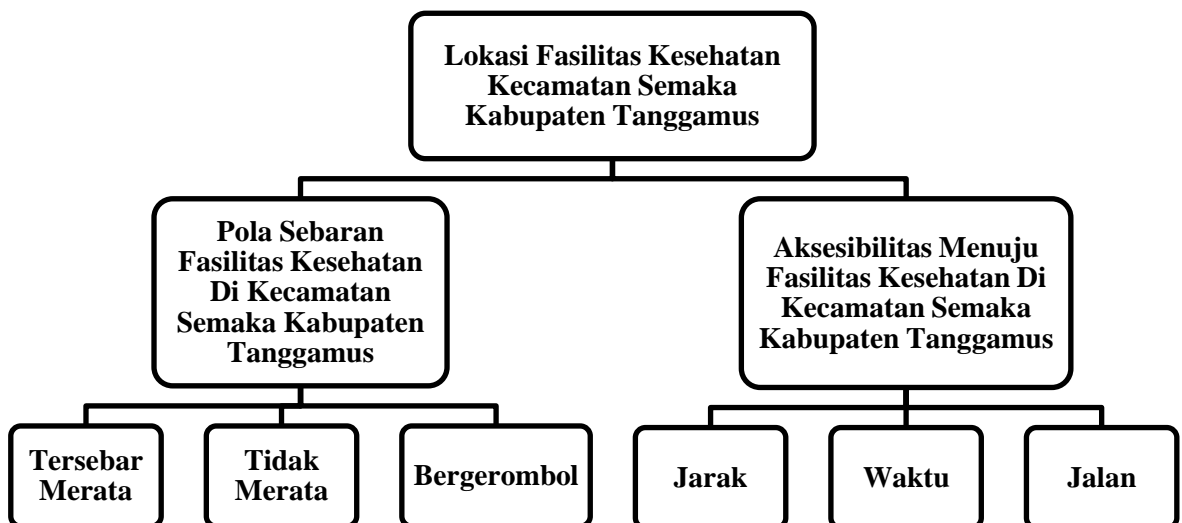 Lokasi Fasilitas Kesehatan
Kecamatan Semaka
Kabupaten Tanggamus
Pola Sebaran
Fasilitas Kesehatan
Di Kecamatan
Semaka Kabupaten
Tanggamus
Aksesibilitas Menuju
Fasilitas Kesehatan Di
Kecamatan Semaka
Kabupaten Tanggamus
Tersebar
Merata
Tidak
Merata
Bergerombol
Jarak
Waktu
Jalan